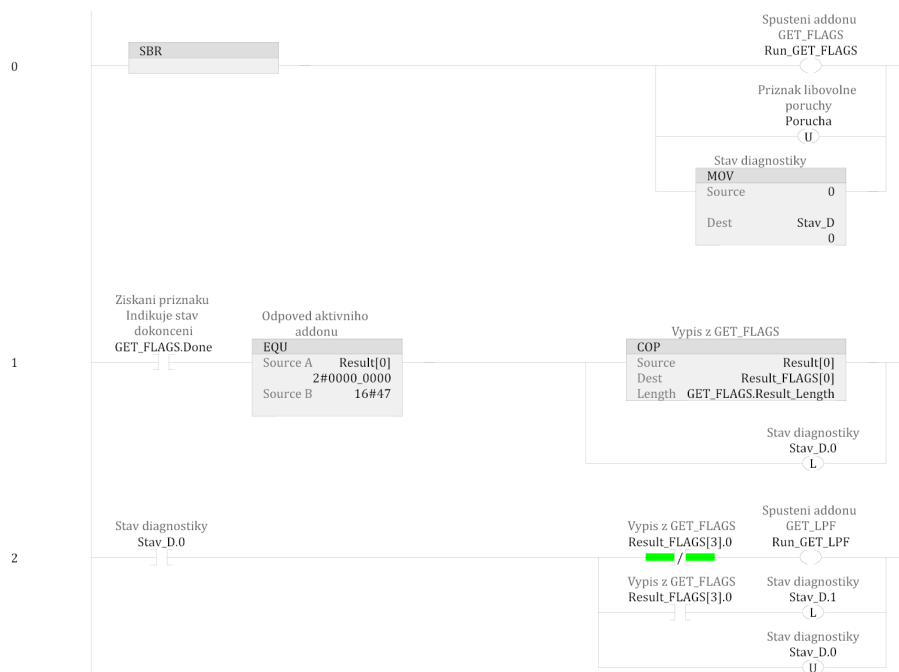 Spusteni addonu
GET_FLAGS
Run_GET_FLAGS
SBR
0
Priznak libovolne
poruchy
Porucha
U
Stav diagnostiky
MOV
Source 0
Dest Stav_D
0
Ziskani priznaku
Indikuje stav
dokonceni
GET_FLAGS.Done
Odpoved aktivniho
addonu
EQU
Source A Result[0]
2#0000_0000
Source B 16#47
Vypis z GET_FLAGS
COP
Source Result[0]
Dest Result_FLAGS[0]
Length GET_FLAGS.Result_Length
1
Stav diagnostiky
Stav_D.0
L
Stav diagnostiky
Stav_D.0
2
Vypis z GET_FLAGS
Result_FLAGS[3].0
/
Spusteni addonu
GET_LPF
Run_GET_LPF
Vypis z GET_FLAGS
Result_FLAGS[3].0
Stav diagnostiky
Stav_D.1
L
Stav diagnostiky
Stav_D.0
U